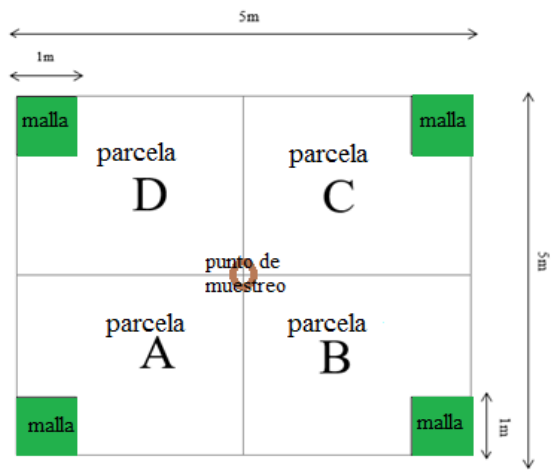 5m
1m
malla
malla
parcela
D
parcela
C
punto de
muestreo
5m
parcela
A
parcela
B
malla
malla
1m